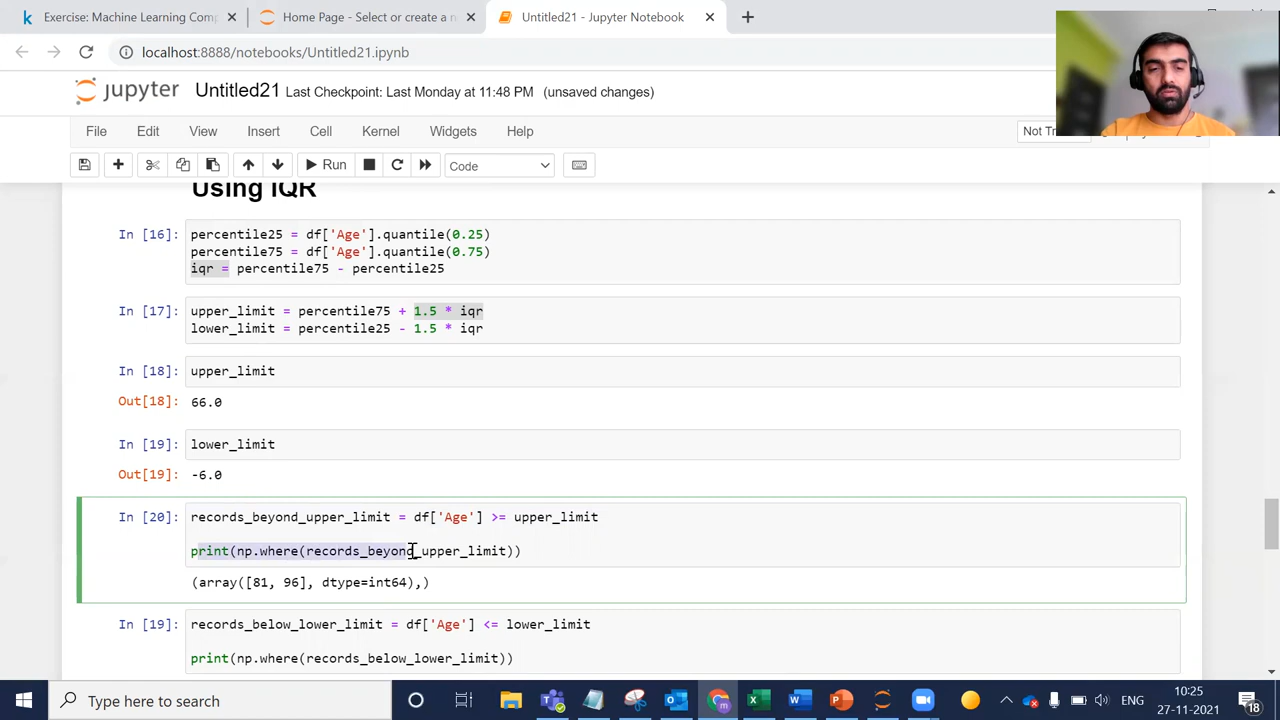 Exercise: Machine Learning Comp
Home Page - Select or create a n
Untitled21 - Jupyter Notebook
localhost:8888/notebooks/Untitled21.ipynb
jupyter Untitled21 Last Checkpoint: Last Monday at 11:48 PM (unsaved changes)
File Edit View Insert Cell Kernel Widgets Help
Not Tr
Run
Code
Using IQR
In [16]: percentile25 = df['Age'].quantile(0.25)
percentile75 = df['Age'].quantile(0.75)
iqr = percentile75 - percentile25
In [17]: upper_limit = percentile75 + 1.5 * iqr
lower_limit = percentile25 - 1.5 * iqr
In [18]: upper_limit
Out[18]: 66.0
In [19]: lower_limit
Out[19]: -6.0
In [20]: records_beyond_upper_limit = df['Age'] >= upper_limit
print(np.where(records_beyond_upper_limit))
(array([81, 96], dtype=int64),)
In [19]: records_below_lower_limit = df['Age'] <= lower_limit
print(np.where(records_below_lower_limit))
Type here to search
ENG
10:25
27-11-2021
18